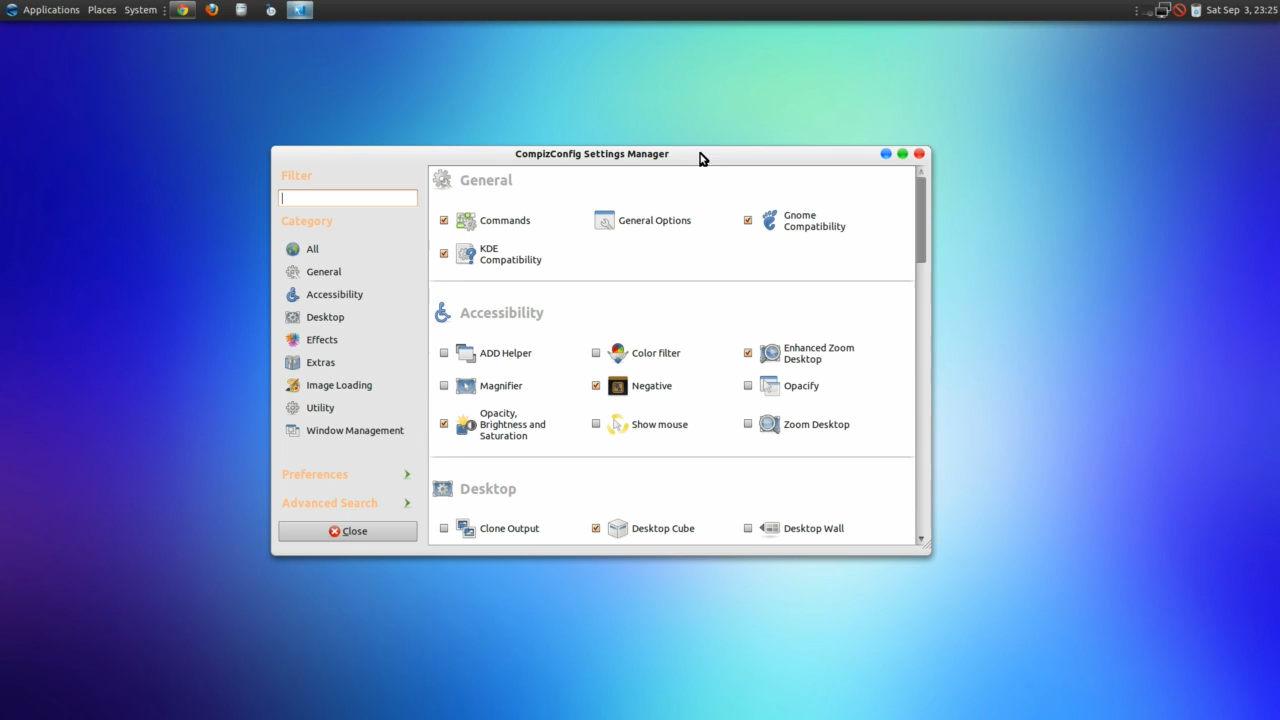 Applications Places System
Sat Sep 3, 23:25
CompizConfig Settings Manager
Filter
Category
All
General
Accessibility
Desktop
Effects
Extras
Image Loading
Utility
Window Management
Preferences
Advanced Search
Close
General
Commands
General Options
Gnome
Compatibility
KDE
Compatibility
Accessibility
ADD Helper
Color filter
Enhanced Zoom
Desktop
Magnifier
Negative
Opacify
Opacity,
Brightness and
Saturation
Show mouse
Zoom Desktop
Desktop
Clone Output
Desktop Cube
Desktop Wall